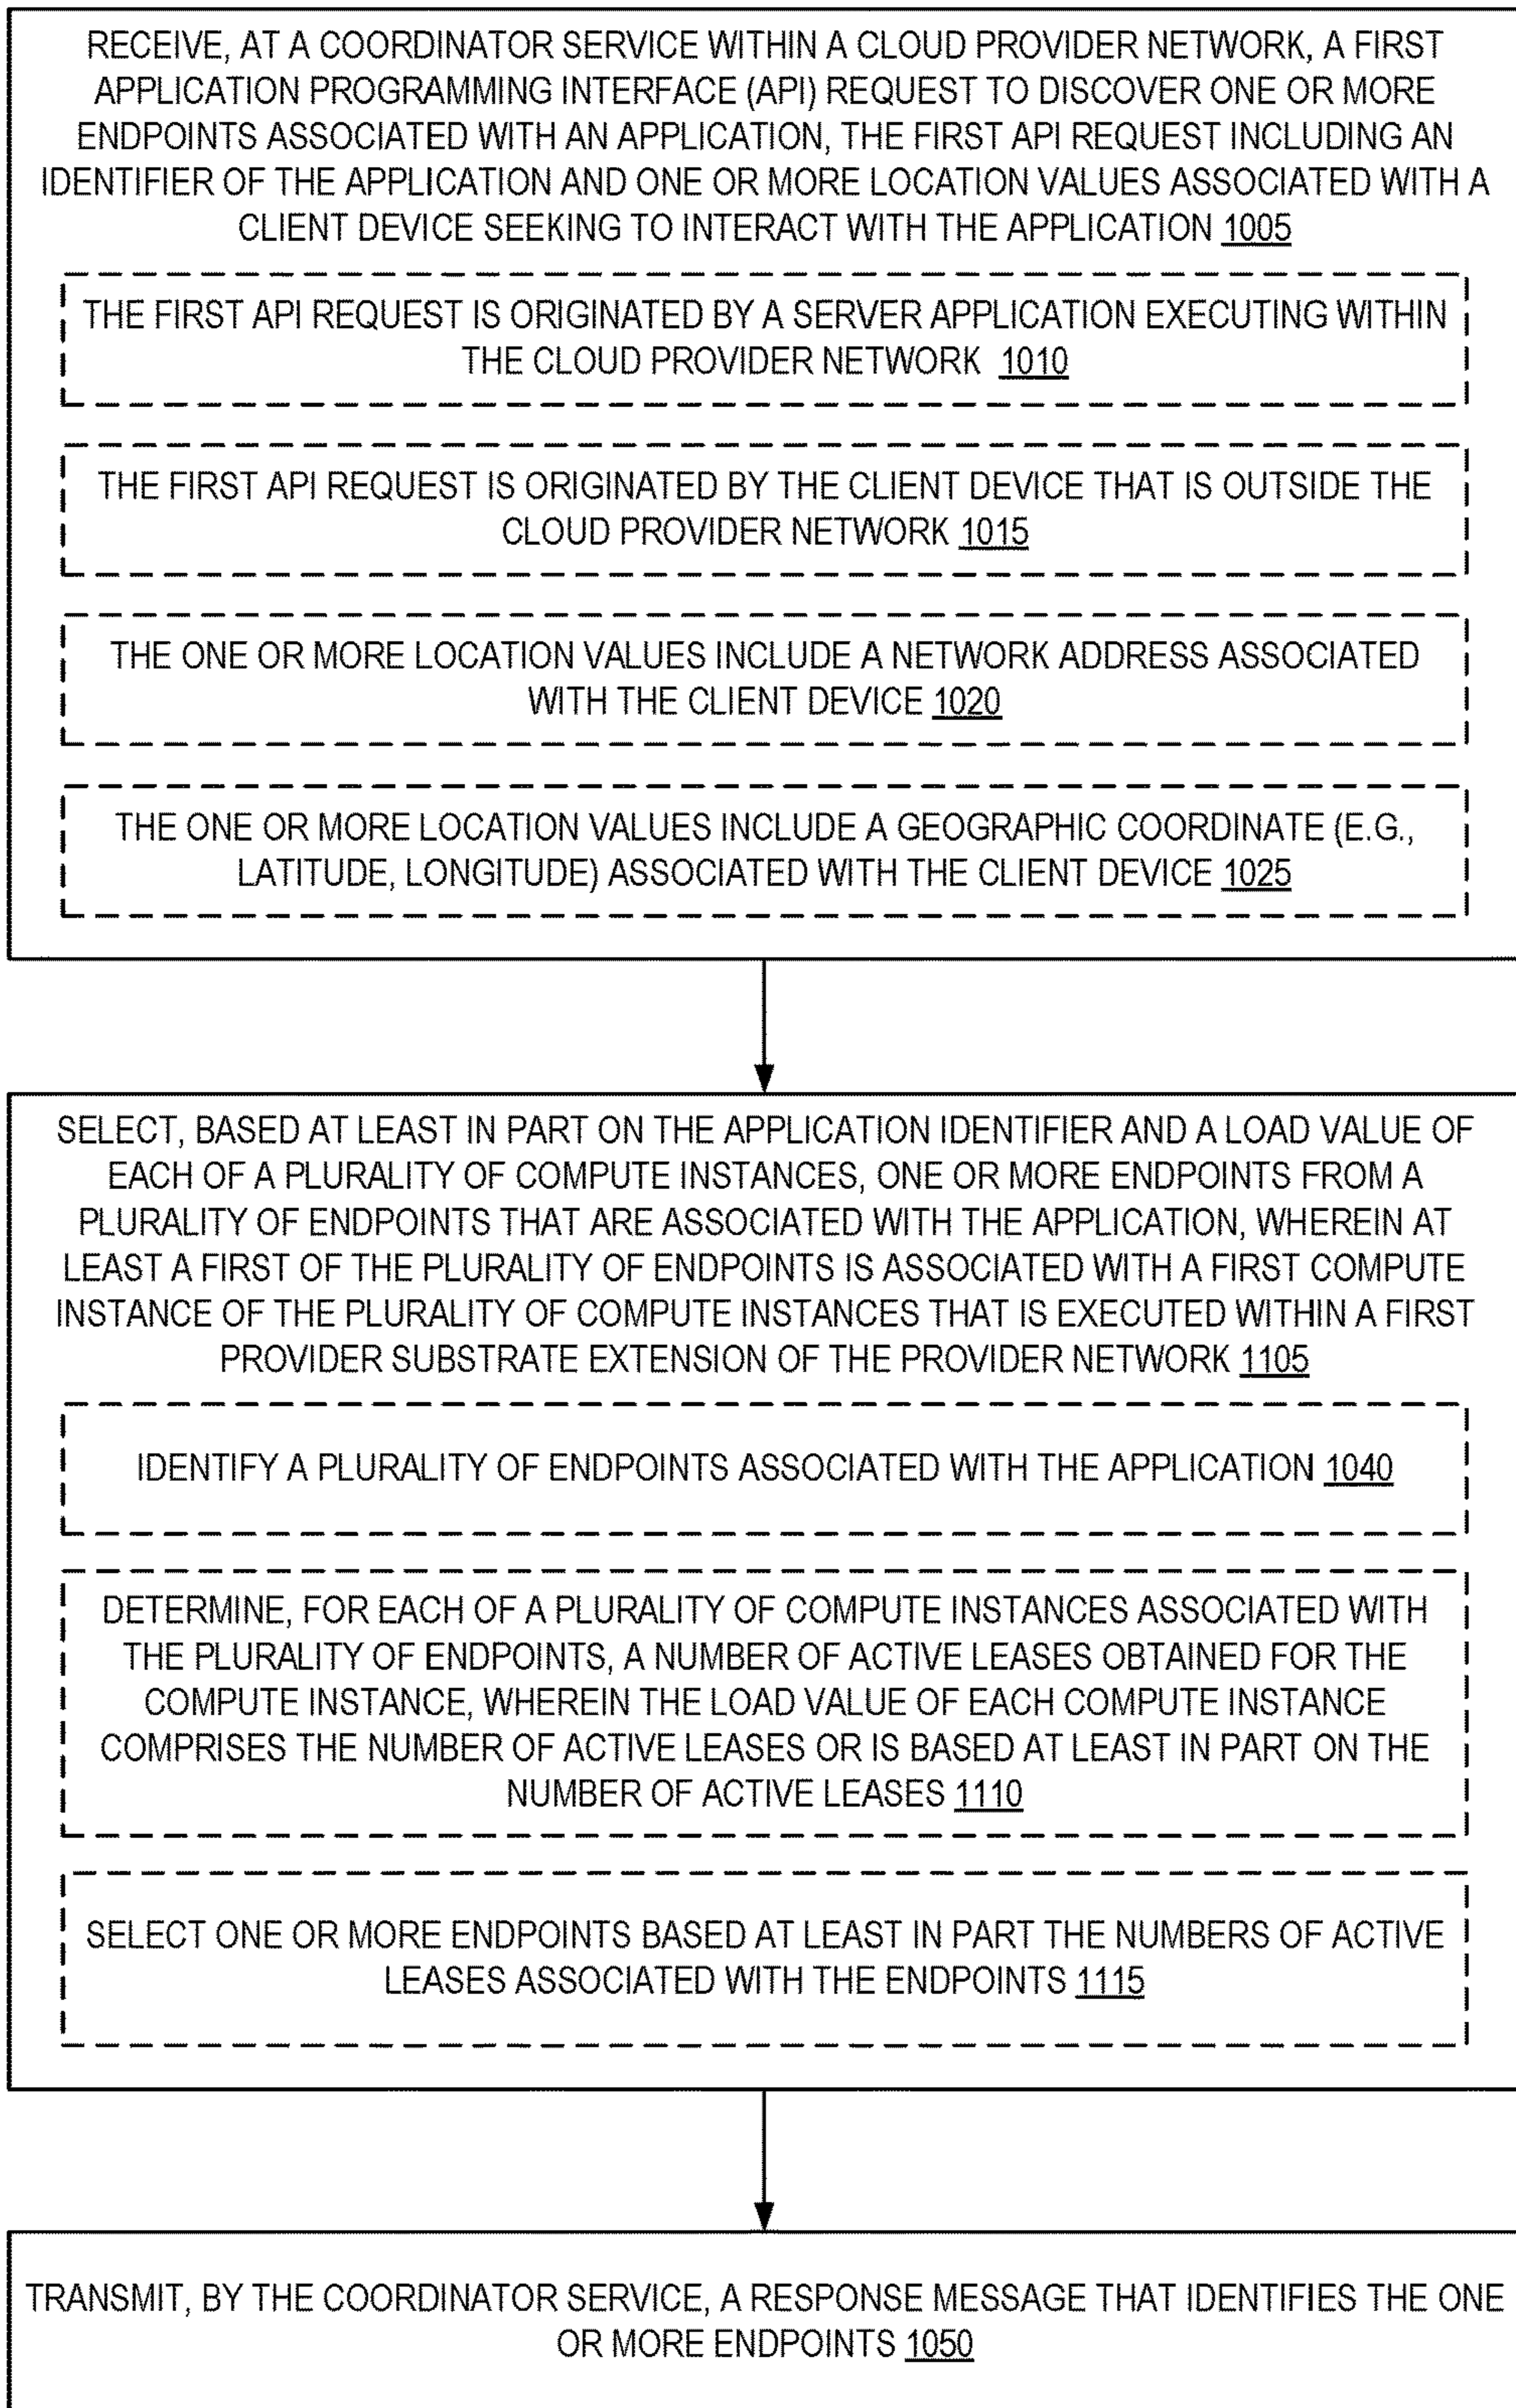 RECEIVE, AT A COORDINATOR SERVICE WITHIN A CLOUD PROVIDER NETWORK, A FIRST
APPLICATION PROGRAMMING INTERFACE (API) REQUEST TO DISCOVER ONE OR MORE
ENDPOINTS ASSOCIATED WITH AN APPLICATION, THE FIRST API REQUEST INCLUDING AN
IDENTIFIER OF THE APPLICATION AND ONE OR MORE LOCATION VALUES ASSOCIATED WITH A
CLIENT DEVICE SEEKING TO INTERACT WITH THE APPLICATION 1005
THE FIRST API REQUEST IS ORIGINATED BY A SERVER APPLICATION EXECUTING WITHIN
THE CLOUD PROVIDER NETWORK 1010
THE FIRST API REQUEST IS ORIGINATED BY THE CLIENT DEVICE THAT IS OUTSIDE THE
CLOUD PROVIDER NETWORK 1015
THE ONE OR MORE LOCATION VALUES INCLUDE A NETWORK ADDRESS ASSOCIATED
WITH THE CLIENT DEVICE 1020
THE ONE OR MORE LOCATION VALUES INCLUDE A GEOGRAPHIC COORDINATE (E.G.,
LATITUDE, LONGITUDE) ASSOCIATED WITH THE CLIENT DEVICE 1025
SELECT, BASED AT LEAST IN PART ON THE APPLICATION IDENTIFIER AND A LOAD VALUE OF
EACH OF A PLURALITY OF COMPUTE INSTANCES, ONE OR MORE ENDPOINTS FROM A
PLURALITY OF ENDPOINTS THAT ARE ASSOCIATED WITH THE APPLICATION, WHEREIN AT
LEAST A FIRST OF THE PLURALITY OF ENDPOINTS IS ASSOCIATED WITH A FIRST COMPUTE
INSTANCE OF THE PLURALITY OF COMPUTE INSTANCES THAT IS EXECUTED WITHIN A FIRST
PROVIDER SUBSTRATE EXTENSION OF THE PROVIDER NETWORK 1105
IDENTIFY A PLURALITY OF ENDPOINTS ASSOCIATED WITH THE APPLICATION 1040
DETERMINE, FOR EACH OF A PLURALITY OF COMPUTE INSTANCES ASSOCIATED WITH
THE PLURALITY OF ENDPOINTS, A NUMBER OF ACTIVE LEASES OBTAINED FOR THE
COMPUTE INSTANCE, WHEREIN THE LOAD VALUE OF EACH COMPUTE INSTANCE
COMPRISES THE NUMBER OF ACTIVE LEASES OR IS BASED AT LEAST IN PART ON THE
NUMBER OF ACTIVE LEASES 1110
SELECT ONE OR MORE ENDPOINTS BASED AT LEAST IN PART THE NUMBERS OF ACTIVE
LEASES ASSOCIATED WITH THE ENDPOINTS 1115
TRANSMIT, BY THE COORDINATOR SERVICE, A RESPONSE MESSAGE THAT IDENTIFIES THE ONE
OR MORE ENDPOINTS 1050